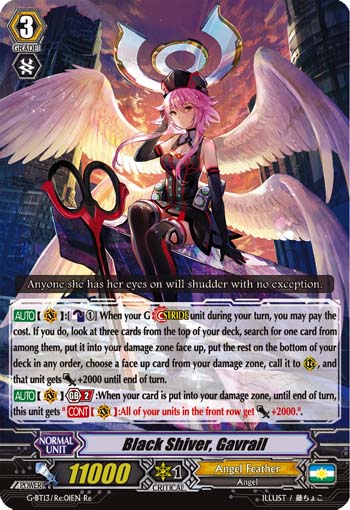 3
GRADE
Anyone she has her eyes on will shudder with no exception.
AUTO [ ]:[ (1)] When your G STRIDE unit during your turn, you may pay the
cost. If you do, look at three cards from the top of your deck, search for one card from
among them, put it into your damage zone face up, put the rest on the bottom of your
deck in any order, choose a face up card from your damage zone, call it to , and
that unit gets +2000 until end of turn.
AUTO [ ] GB 2 :When your card is put into your damage zone, until end of turn,
this unit gets " CONT [ ]:All of your units in the front row get +2000.".
NORMAL UNIT
Black Shiver, Gavrail
POWER
11000
1
CRITICAL
Angel Feather
Angel
G-BT13/Re:01EN Re
ILLUST / 藤ちょこ